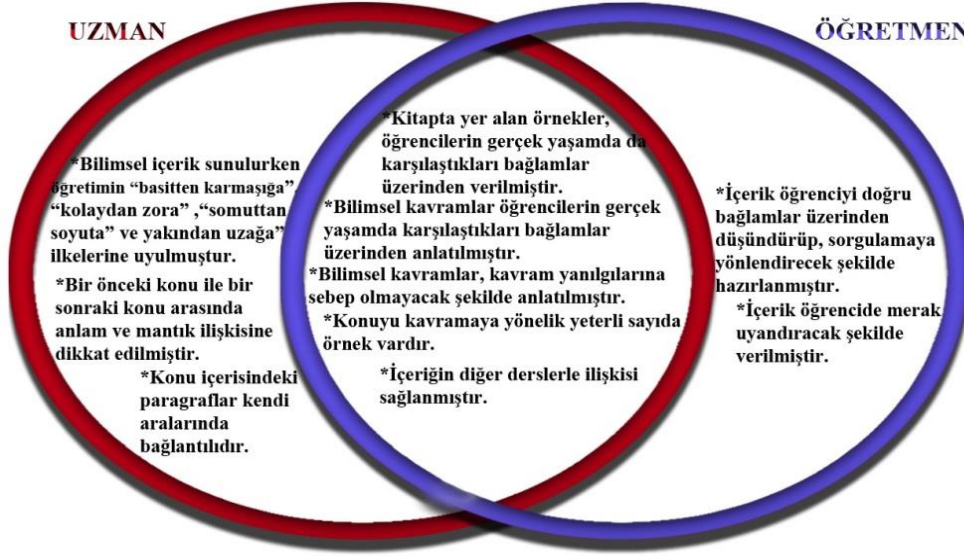 UZMAN
ÖĞRETMEN
*Bilimsel içerik sunulurken
öğretimin “basitten karmaşığa”,
“kolaydan zora” ,“somuttan
soyuta” ve yakından uzağa”
ilkelerine uyulmuştur.
*Bir önceki konu ile bir
sonraki konu arasında
anlam ve mantık ilişkisine
dikkat edilmiştir.
*Konu içerisindeki
paragraflar kendi
aralarında
bağlantılıdır.
*Kitapta yer alan örnekler,
öğrencilerin gerçek yaşamda da
karşılaştıkları bağlamlar
üzerinden verilmiştir.
*Bilimsel kavramlar öğrencilerin gerçek
yaşamda karşılaştıkları bağlamlar
üzerinden anlatılmıştır.
*Bilimsel kavramlar, kavram yanılgılarına
sebep olmayacak şekilde anlatılmıştır.
*Konuyu kavramaya yönelik yeterli sayıda
örnek vardır.
*İçeriğin diğer derslerle ilişkisi
sağlanmıştır.
*İçerik öğrenciyi doğru
bağlamlar üzerinden
düşündürüp, sorgulamaya
yönlendirecek şekilde
hazırlanmıştır.
*İçerik öğrencide merak
uyandıracak şekilde
verilmiştir.